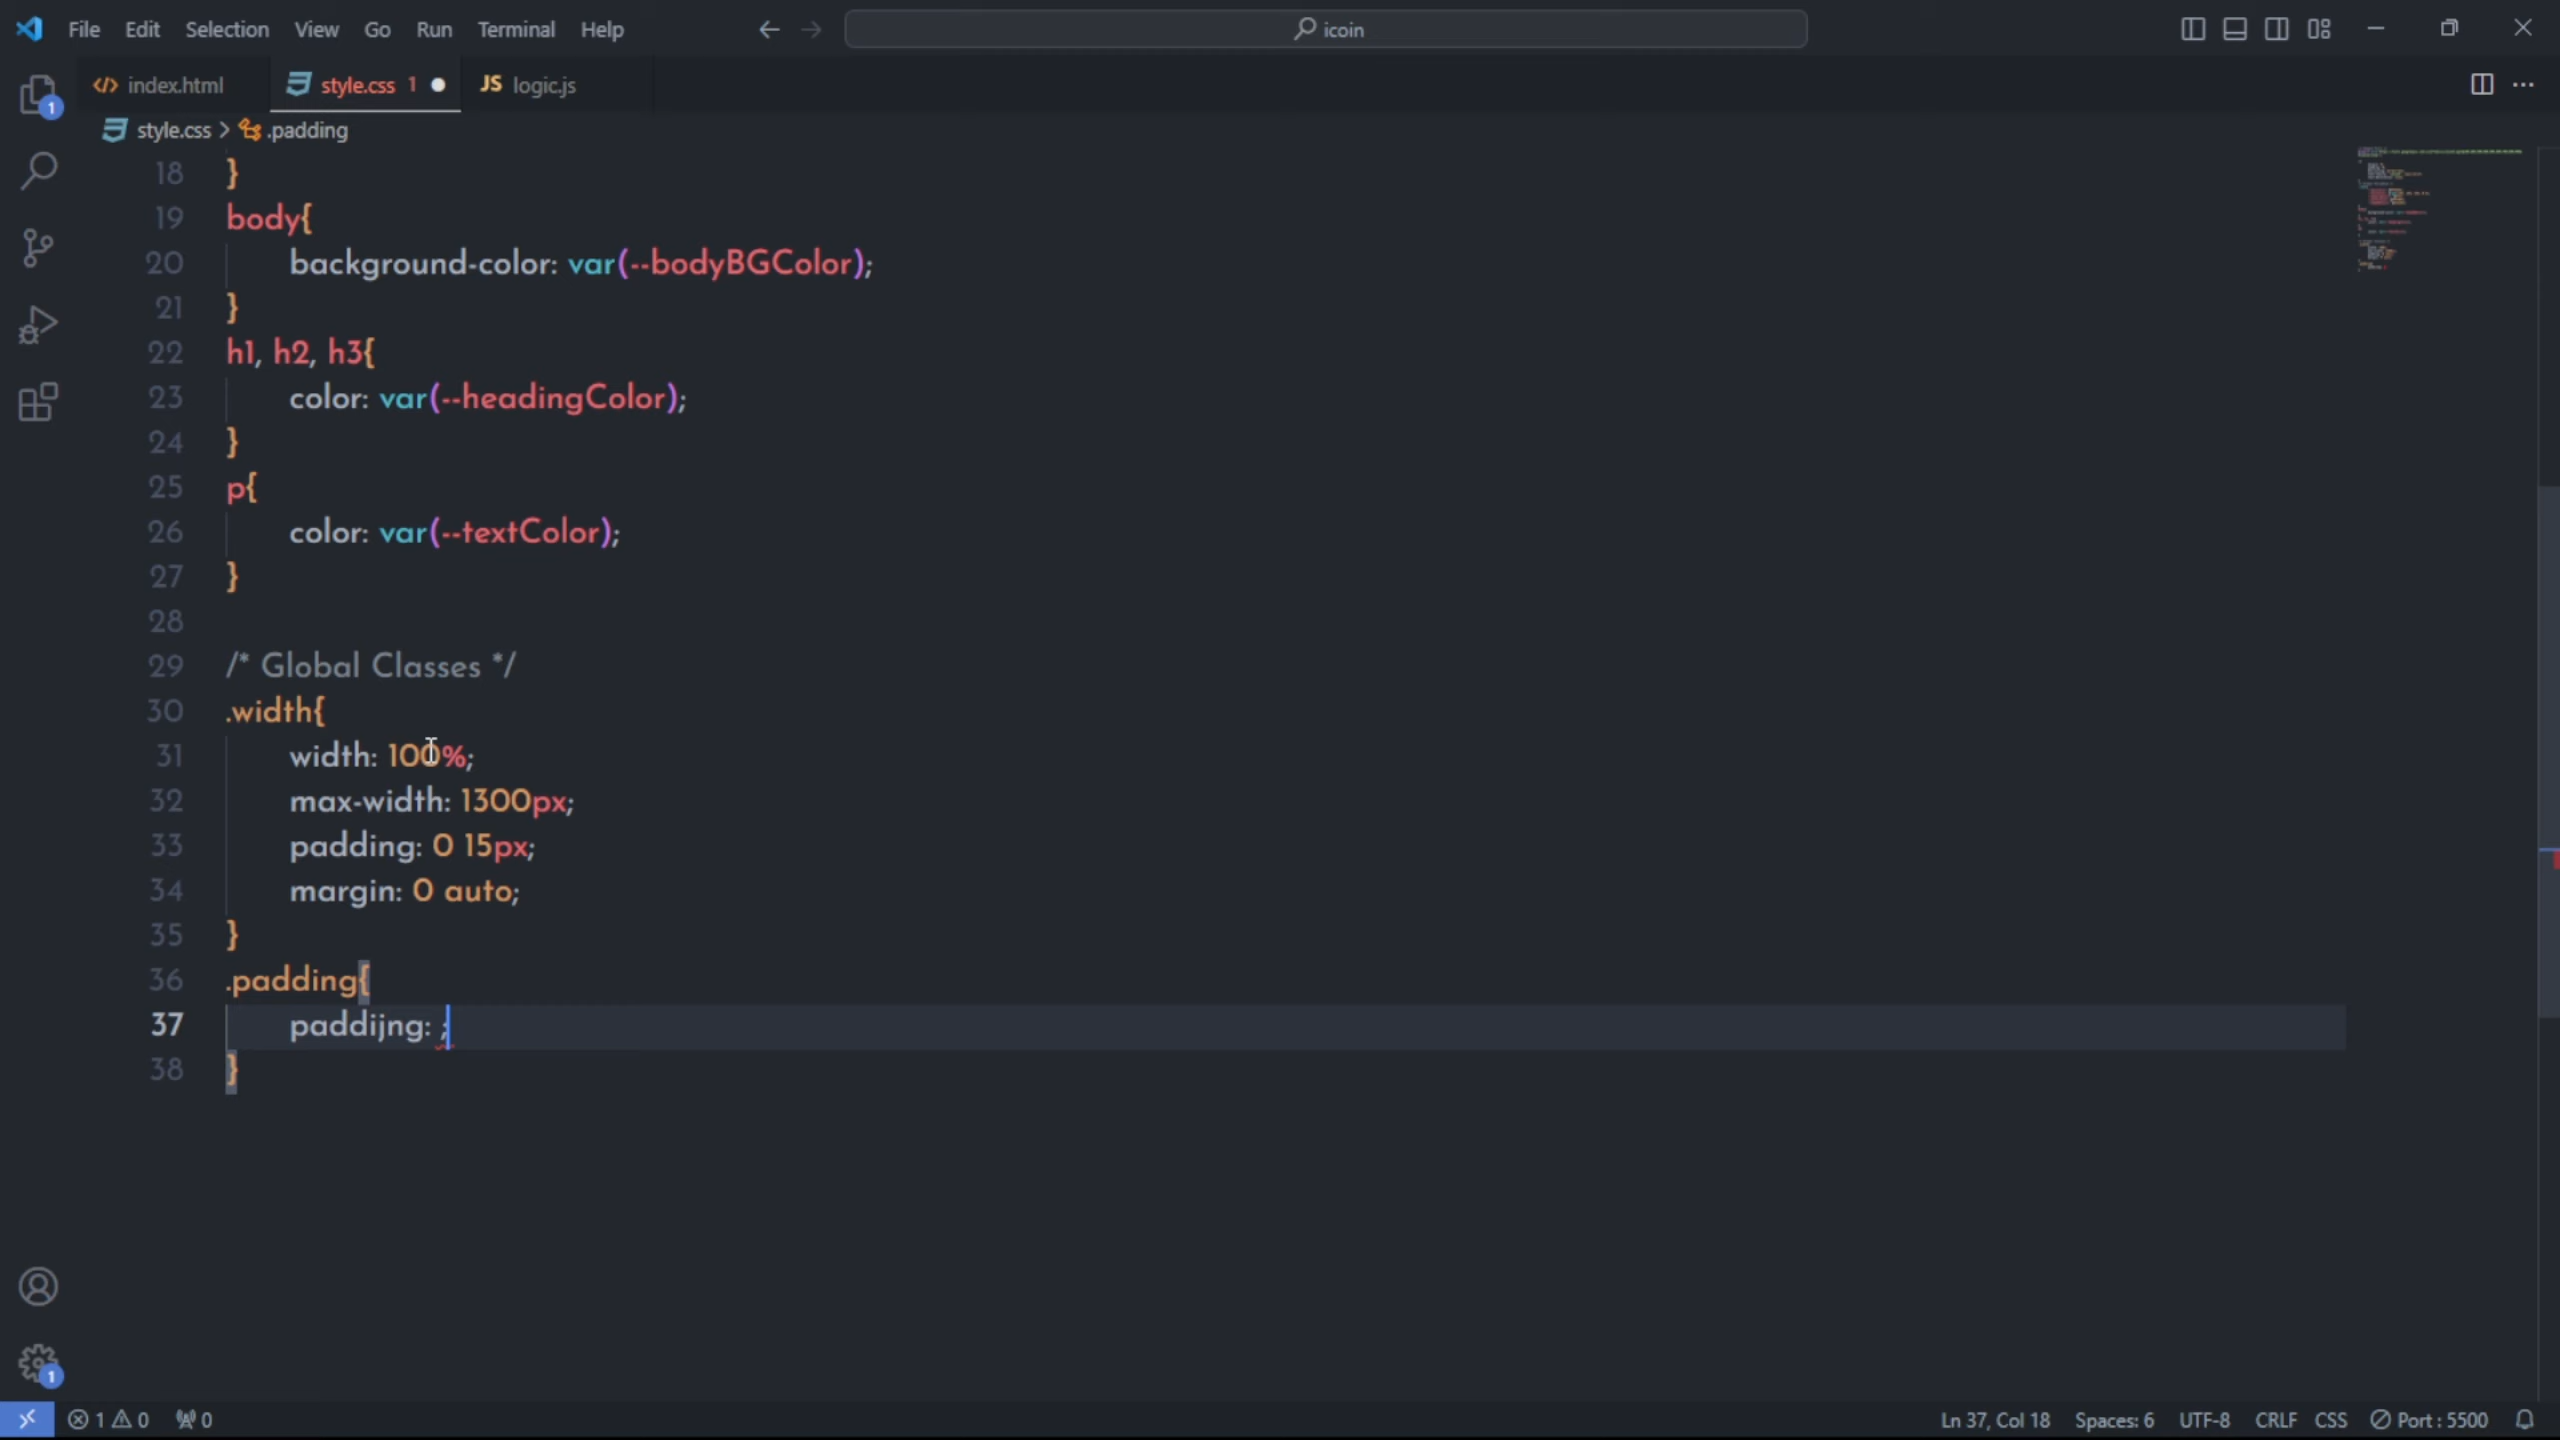 File Edit Selection View Go Run Terminal Help
icoin
index.html
style.css 1
JS logic.js
style.css > .padding
1
18 }
19 body{
20 background-color: var(--bodyBGColor);
21 }
22 h1, h2, h3{
23 color: var(--headingColor);
24 }
25 p{
26 color: var(--textColor);
27 }
28
29 /* Global Classes */
30 .width{
31 width: 100%;
32 max-width: 1300px;
33 padding: 0 15px;
34 margin: 0 auto;
35 }
36 .padding{
37 paddijng: ;
38 }
1
1 0 0
Ln 37, Col 18 Spaces: 6 UTF-8 CRLF CSS Port : 5500